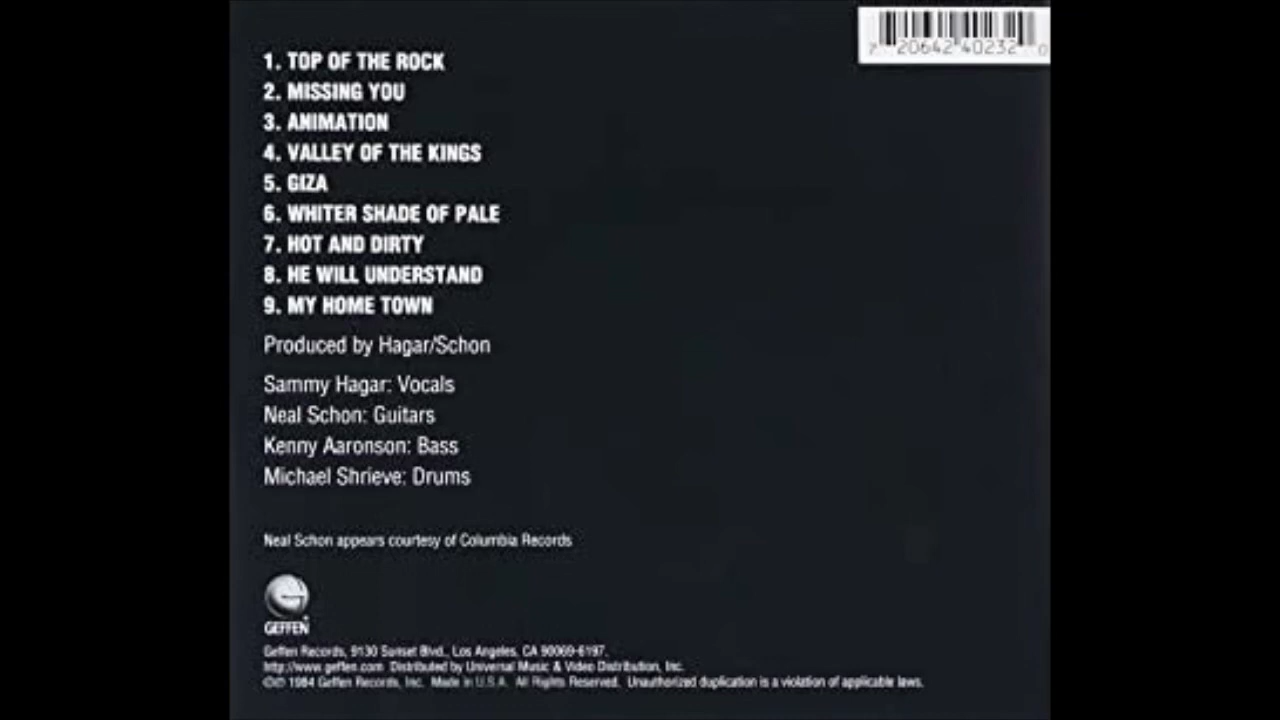 7 20642 40232 0
1. TOP OF THE ROCK
2. MISSING YOU
3. ANIMATION
4. VALLEY OF THE KINGS
5. GIZA
6. WHITER SHADE OF PALE
7. HOT AND DIRTY
8. HE WILL UNDERSTAND
9. MY HOME TOWN
Produced by Hagar/Schon
Sammy Hagar: Vocals
Neal Schon: Guitars
Kenny Aaronson: Bass
Michael Shrieve: Drums
Neal Schon appears courtesy of Columbia Records
GEFFEN
Geffen Records, 9130 Sunset Blvd., Los Angeles, CA 90069-6197.
http://www.geffen.com Distributed by Universal Music & Video Distribution, Inc.
℗© 1984 Geffen Records, Inc. Made in U.S.A. All Rights Reserved. Unauthorized duplication is a violation of applicable laws.